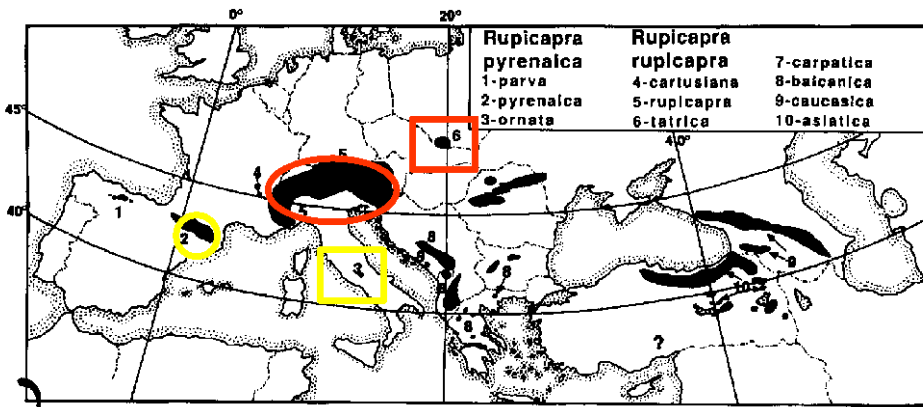 0° 20°
Rupicapra pyrenaica
1-parva
2-pyrenaica
3-ornata
Rupicapra rupicapra
4-cartusiana
5-rupicapra
6-tatrica
7-carpatica
8-balcanica
9-caucasica
10-asiatica
45°
40°
40°
1
2
3
4
5
5
6
8
8
8
8
8
9
10
?